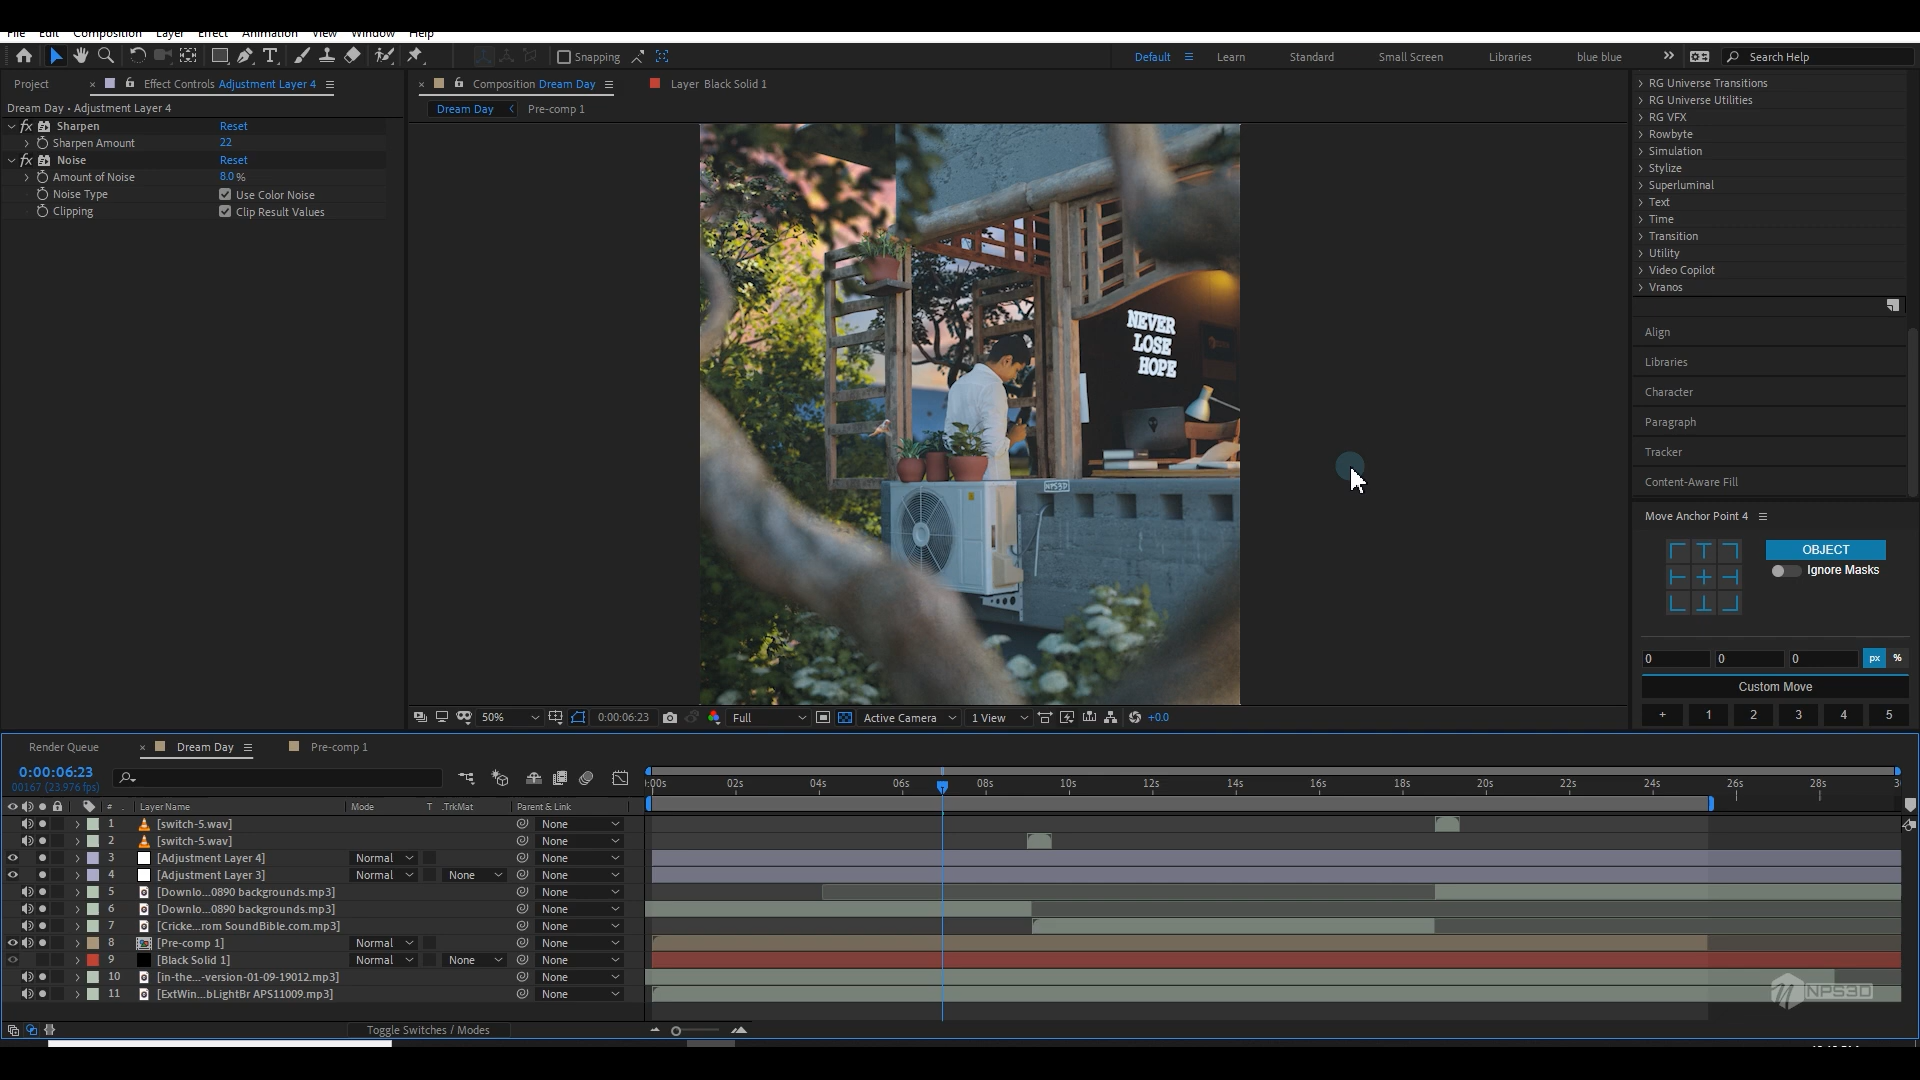 File Edit Composition Layer Effect Animation View Window Help
Snapping
Default Learn Standard Small Screen Libraries blue blue Search Help
Project Effect Controls Adjustment Layer 4
Dream Day • Adjustment Layer 4
fx Sharpen Reset
Sharpen Amount 22
fx Noise Reset
Amount of Noise 8.0 %
Noise Type Use Color Noise
Clipping Clip Result Values
Composition Dream Day Layer Black Solid 1
Dream Day Pre-comp 1
NEVER
LOSE
HOPE
NPS3D
50% 0:00:06:23 Full Active Camera 1 View +0.0
RG Universe Transitions
RG Universe Utilities
RG VFX
Rowbyte
Simulation
Stylize
Superluminal
Text
Time
Transition
Utility
Video Copilot
Vranos
Align
Libraries
Character
Paragraph
Tracker
Content-Aware Fill
Move Anchor Point 4
OBJECT
Ignore Masks
0 0 0 px %
Custom Move
+ 1 2 3 4 5
Render Queue Dream Day Pre-comp 1
0:00:06:23
00167 (23.976 fps)
:00s 02s 04s 06s 08s 10s 12s 14s 16s 18s 20s 22s 24s 26s 28s 3
# Layer Name Mode T .TrkMat Parent & Link
1 [switch-5.wav] None
2 [switch-5.wav] None
3 [Adjustment Layer 4] Normal None
4 [Adjustment Layer 3] Normal None None
5 [Downlo...0890 backgrounds.mp3] None
6 [Downlo...0890 backgrounds.mp3] None
7 [Cricke...rom SoundBible.com.mp3] None
8 [Pre-comp 1] Normal None
9 [Black Solid 1] Normal None None
10 [in-the...-version-01-09-19012.mp3] None
11 [ExtWin...bLightBr APS11009.mp3] None
NPS3D
Toggle Switches / Modes